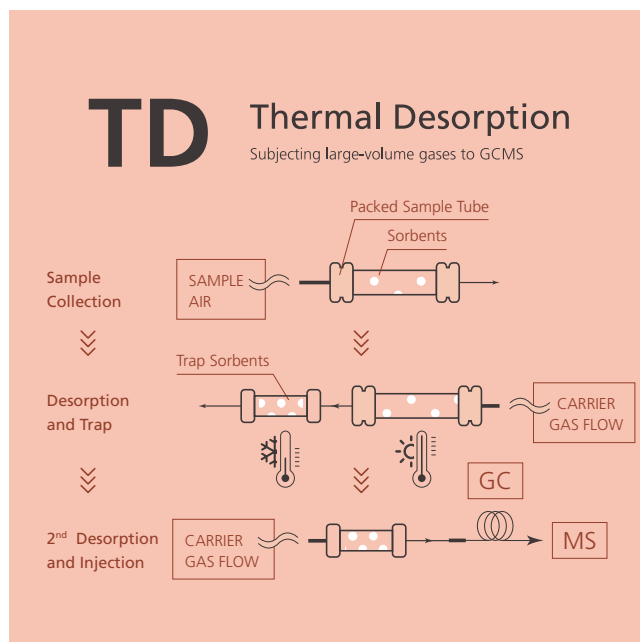 TD
Thermal Desorption
Subjecting large-volume gases to GCMS
Packed Sample Tube
Sorbents
Sample
Collection
SAMPLE
AIR
Trap Sorbents
Desorption
and Trap
CARRIER
GAS FLOW
GC
2nd Desorption
and Injection
CARRIER
GAS FLOW
MS